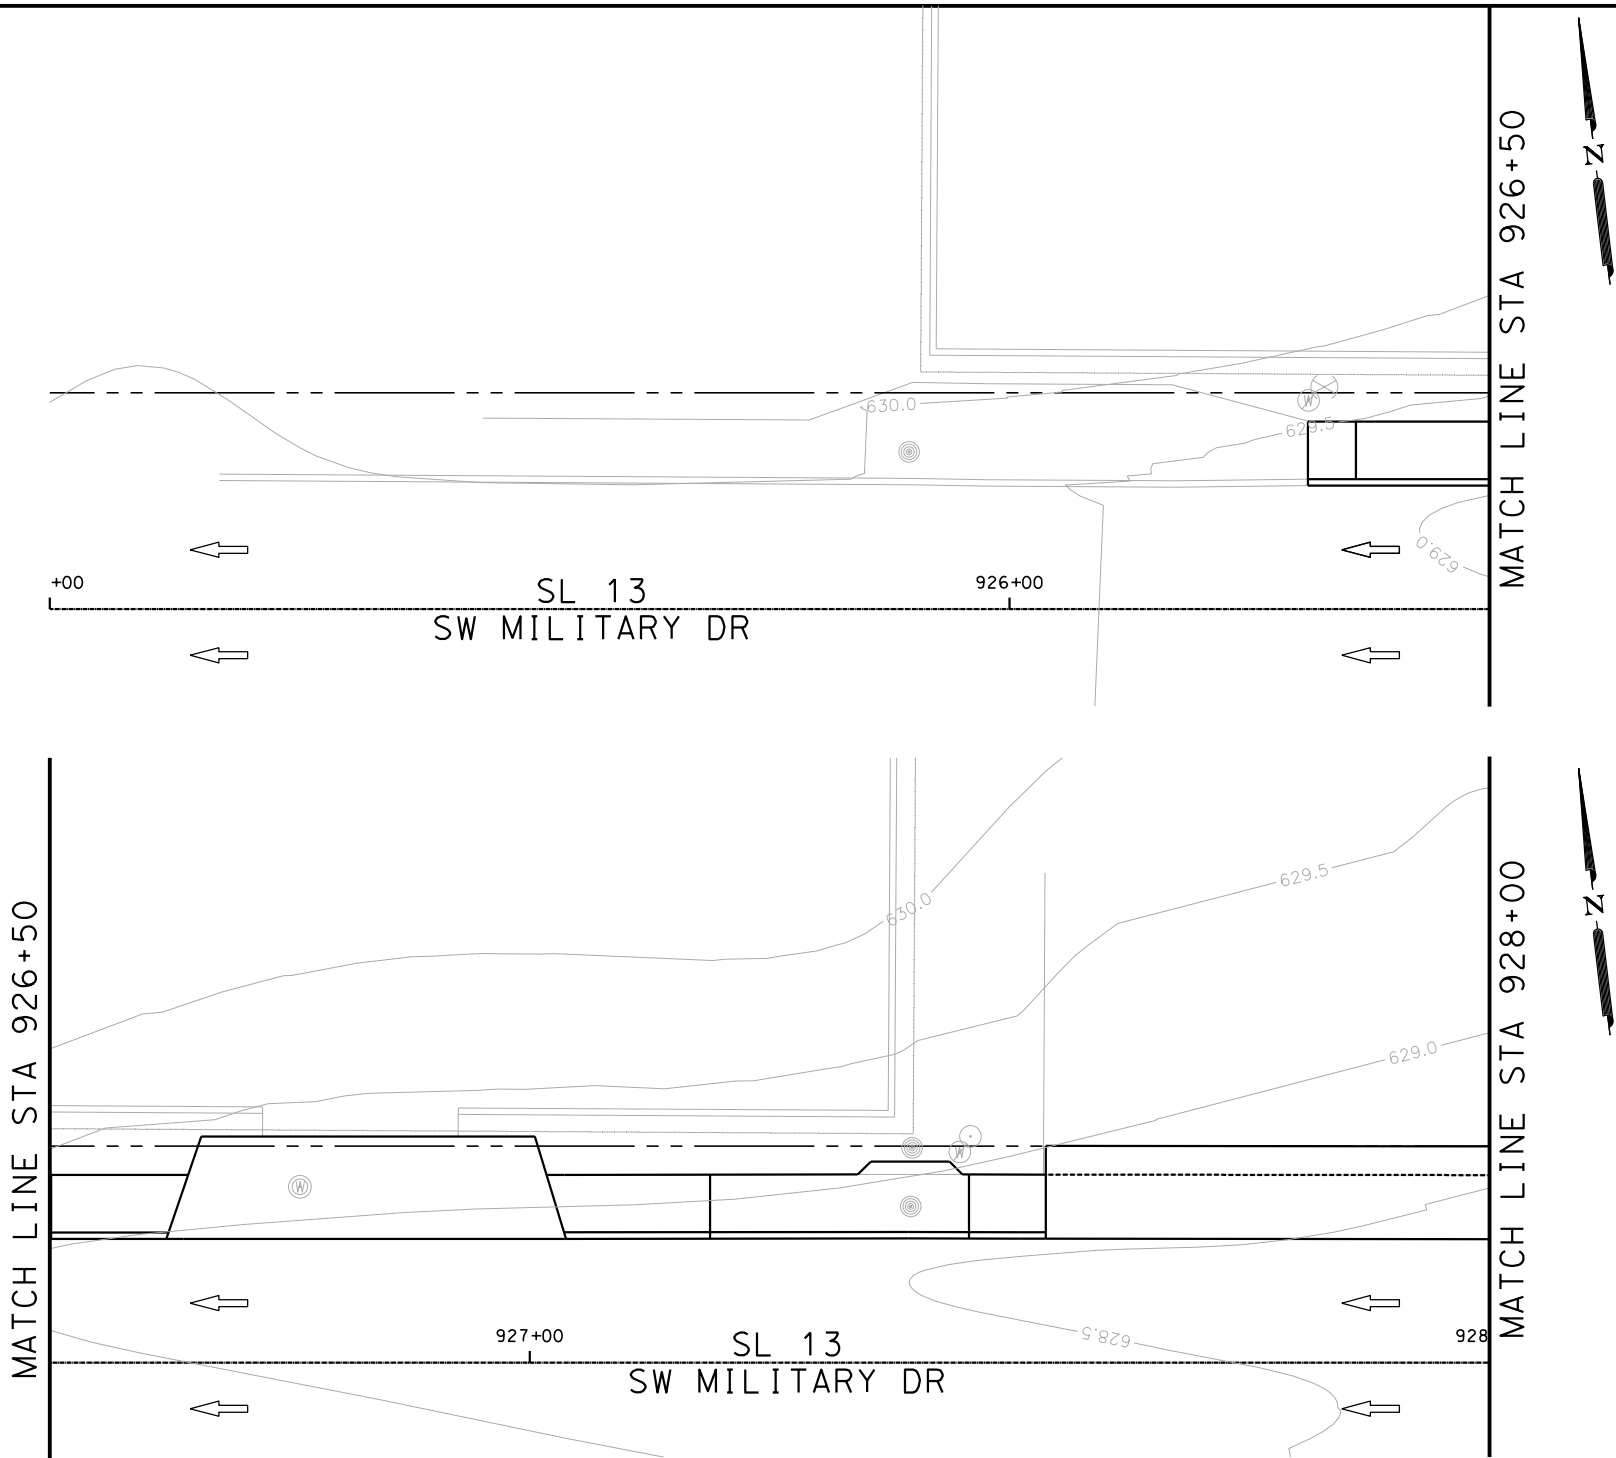 MATCH LINE STA 926+50
N
630.0
W
629.5
629.0
+00
926+00
SL 13
SW MILITARY DR
MATCH LINE STA 926+50
MATCH LINE STA 928+00
N
630.0
629.5
629.0
W
W
628.5
927+00
928
SL 13
SW MILITARY DR